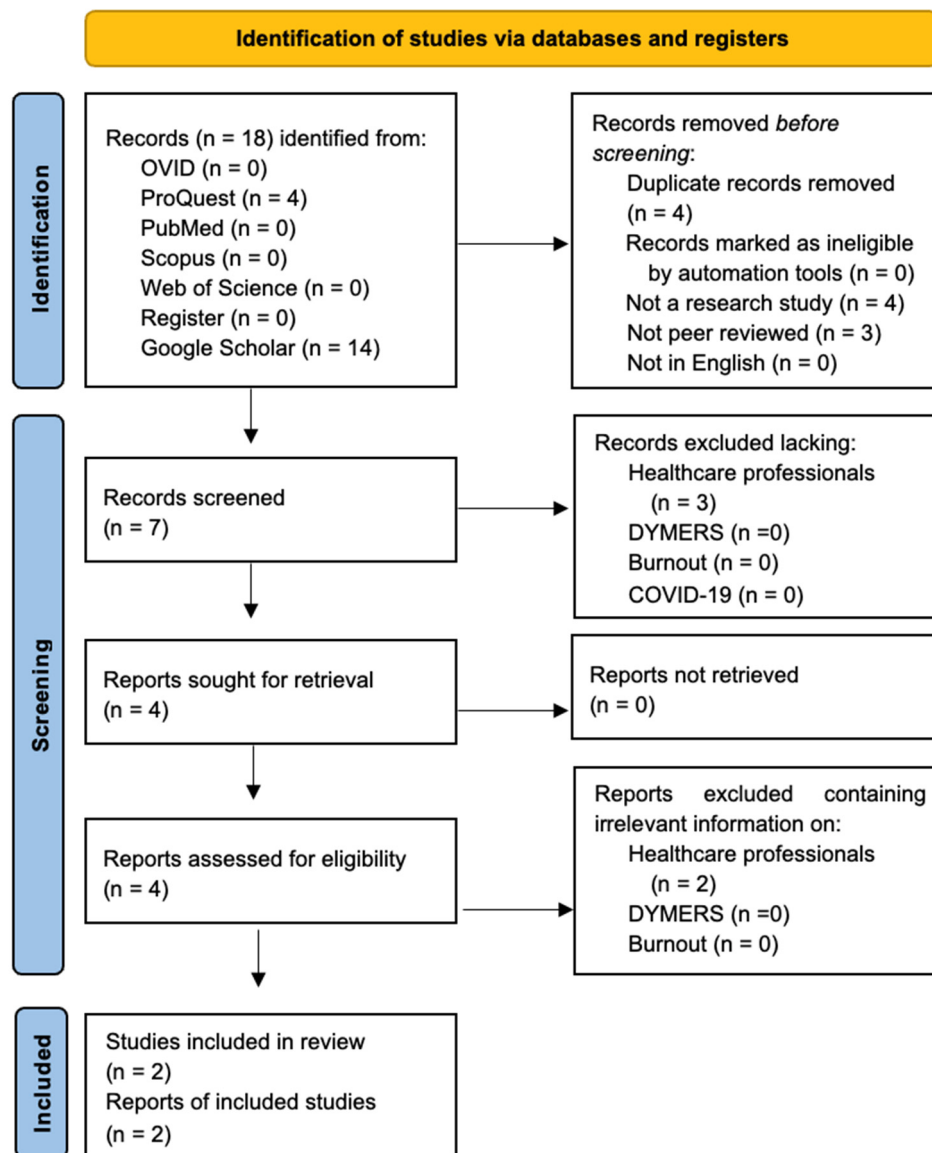 Identification of studies via databases and registers
Identification
Records (n = 18) identified from:
OVID (n = 0)
ProQuest (n = 4)
PubMed (n = 0)
Scopus (n = 0)
Web of Science (n = 0)
Register (n = 0)
Google Scholar (n = 14)
Records removed before
screening:
Duplicate records removed
(n = 4)
Records marked as ineligible
by automation tools (n = 0)
Not a research study (n = 4)
Not peer reviewed (n = 3)
Not in English (n = 0)
Screening
Records screened
(n = 7)
Records excluded lacking:
Healthcare professionals
(n = 3)
DYMERS (n =0)
Burnout (n = 0)
COVID-19 (n = 0)
Reports sought for retrieval
(n = 4)
Reports not retrieved
(n = 0)
Reports assessed for eligibility
(n = 4)
Reports excluded containing
irrelevant information on:
Healthcare professionals
(n = 2)
DYMERS (n =0)
Burnout (n = 0)
Included
Studies included in review
(n = 2)
Reports of included studies
(n = 2)